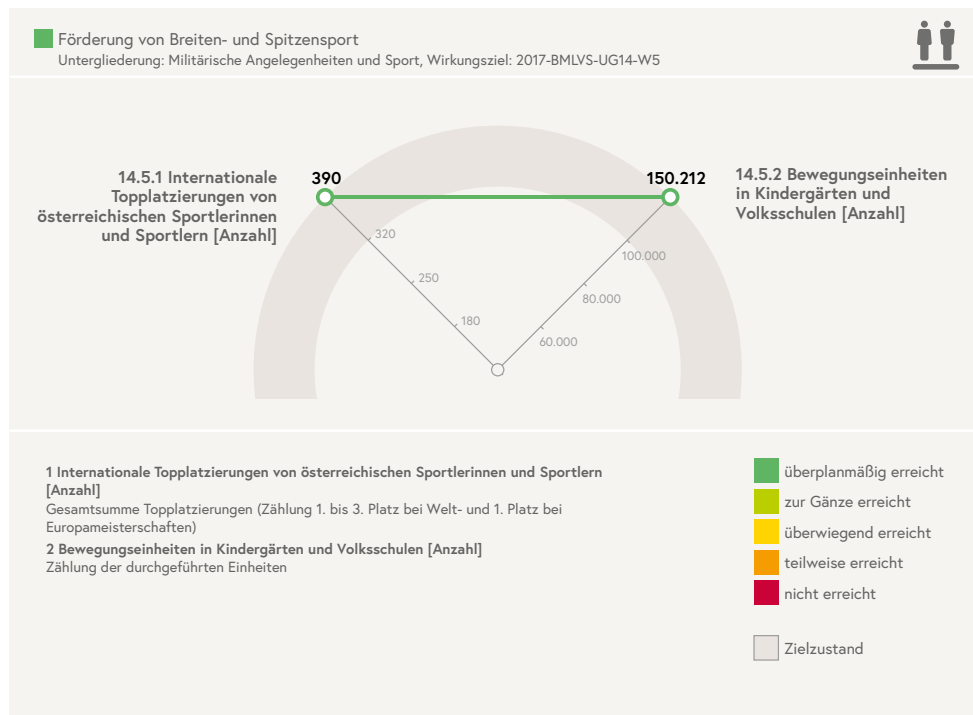 Förderung von Breiten- und Spitzensport
Untergliederung: Militärische Angelegenheiten und Sport, Wirkungsziel: 2017-BMLVS-UG14-W5
14.5.1 Internationale
Topplatzierungen von
österreichischen Sportlerinnen
und Sportlern [Anzahl]
390
150.212
14.5.2 Bewegungseinheiten
in Kindergärten und
Volksschulen [Anzahl]
320
250
180
100.000
80.000
60.000
1 Internationale Topplatzierungen von österreichischen Sportlerinnen und Sportlern
[Anzahl]
Gesamtsumme Topplatzierungen (Zählung 1. bis 3. Platz bei Welt- und 1. Platz bei
Europameisterschaften)
2 Bewegungseinheiten in Kindergärten und Volksschulen [Anzahl]
Zählung der durchgeführten Einheiten
überplanmäßig erreicht
zur Gänze erreicht
überwiegend erreicht
teilweise erreicht
nicht erreicht
Zielzustand